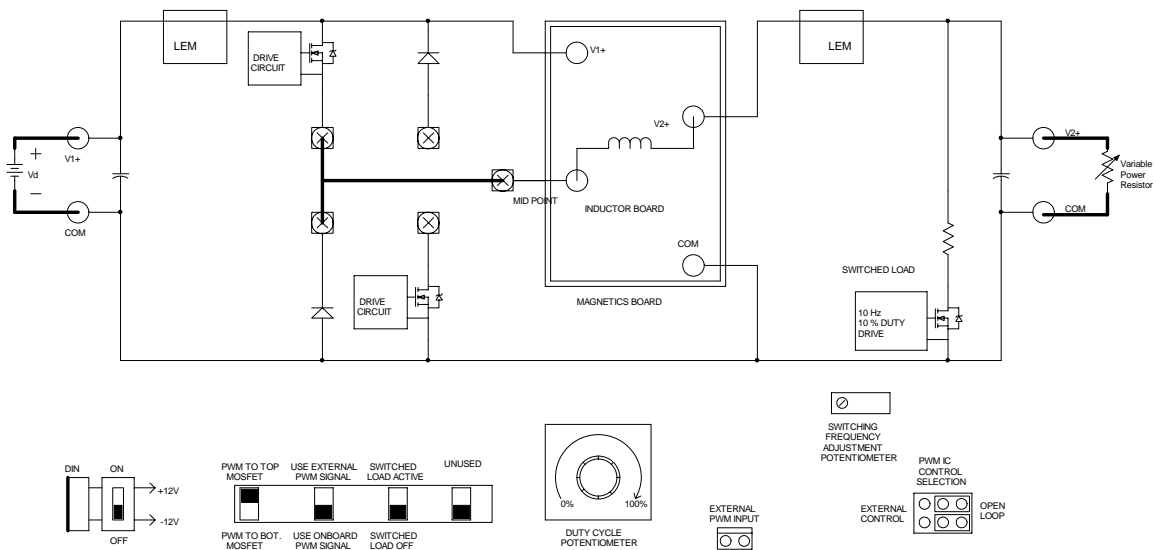 LEM
DRIVE
CIRCUIT
V1+
LEM
V2+
V1+
+
Vd
−
COM
MID POINT
INDUCTOR BOARD
COM
V2+
Variable
Power
Resistor
COM
DRIVE
CIRCUIT
MAGNETICS BOARD
SWITCHED LOAD
10 Hz
10 % DUTY
DRIVE
SWITCHING
FREQUENCY
ADJUSTMENT
POTENTIOMETER
DIN
ON
+12V
-12V
OFF
PWM TO TOP
MOSFET
USE EXTERNAL
PWM SIGNAL
SWITCHED
LOAD ACTIVE
UNUSED
PWM TO BOT.
MOSFET
USE ONBOARD
PWM SIGNAL
SWITCHED
LOAD OFF
0%
100%
DUTY CYCLE
POTENTIOMETER
EXTERNAL
PWM INPUT
PWM IC
CONTROL
SELECTION
EXTERNAL
CONTROL
OPEN
LOOP